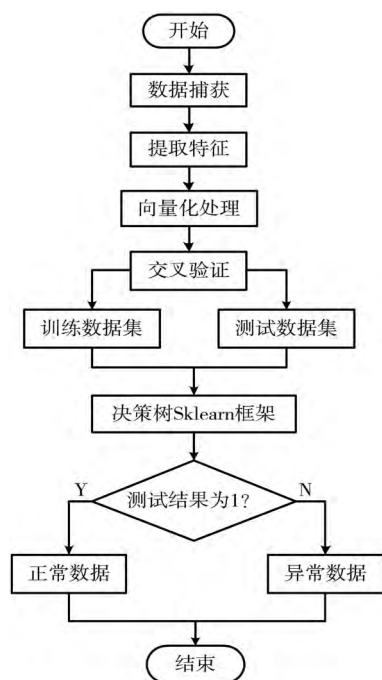 开始
数据捕获
提取特征
向量化处理
交叉验证
训练数据集
测试数据集
决策树Sklearn框架
测试结果为1?
Y
N
正常数据
异常数据
结束